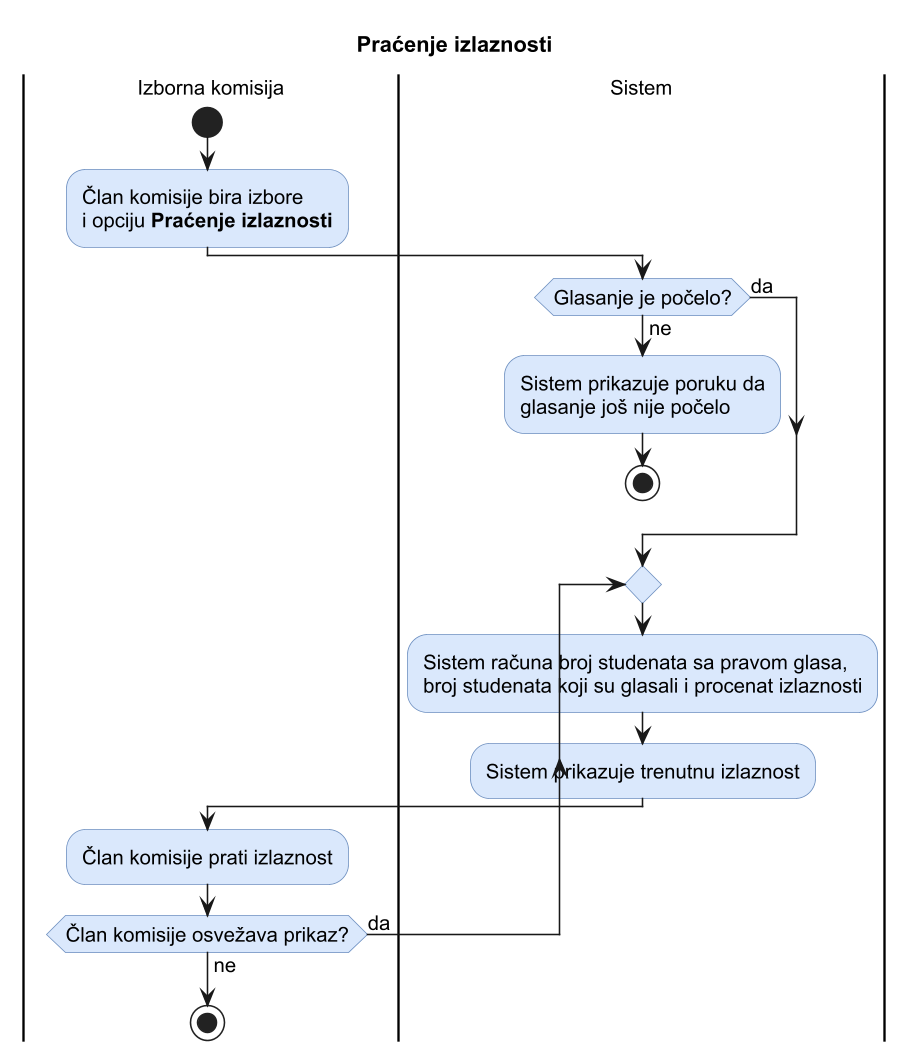 Praćenje izlaznosti
Izborna komisija
Sistem
Član komisije bira izbore
i opciju Praćenje izlaznosti
Glasanje je počelo?
da
ne
Sistem prikazuje poruku da
glasanje još nije počelo
Sistem računa broj studenata sa pravom glasa,
broj studenata koji su glasali i procenat izlaznosti
Sistem prikazuje trenutnu izlaznost
Član komisije prati izlaznost
Član komisije osvežava prikaz?
da
ne